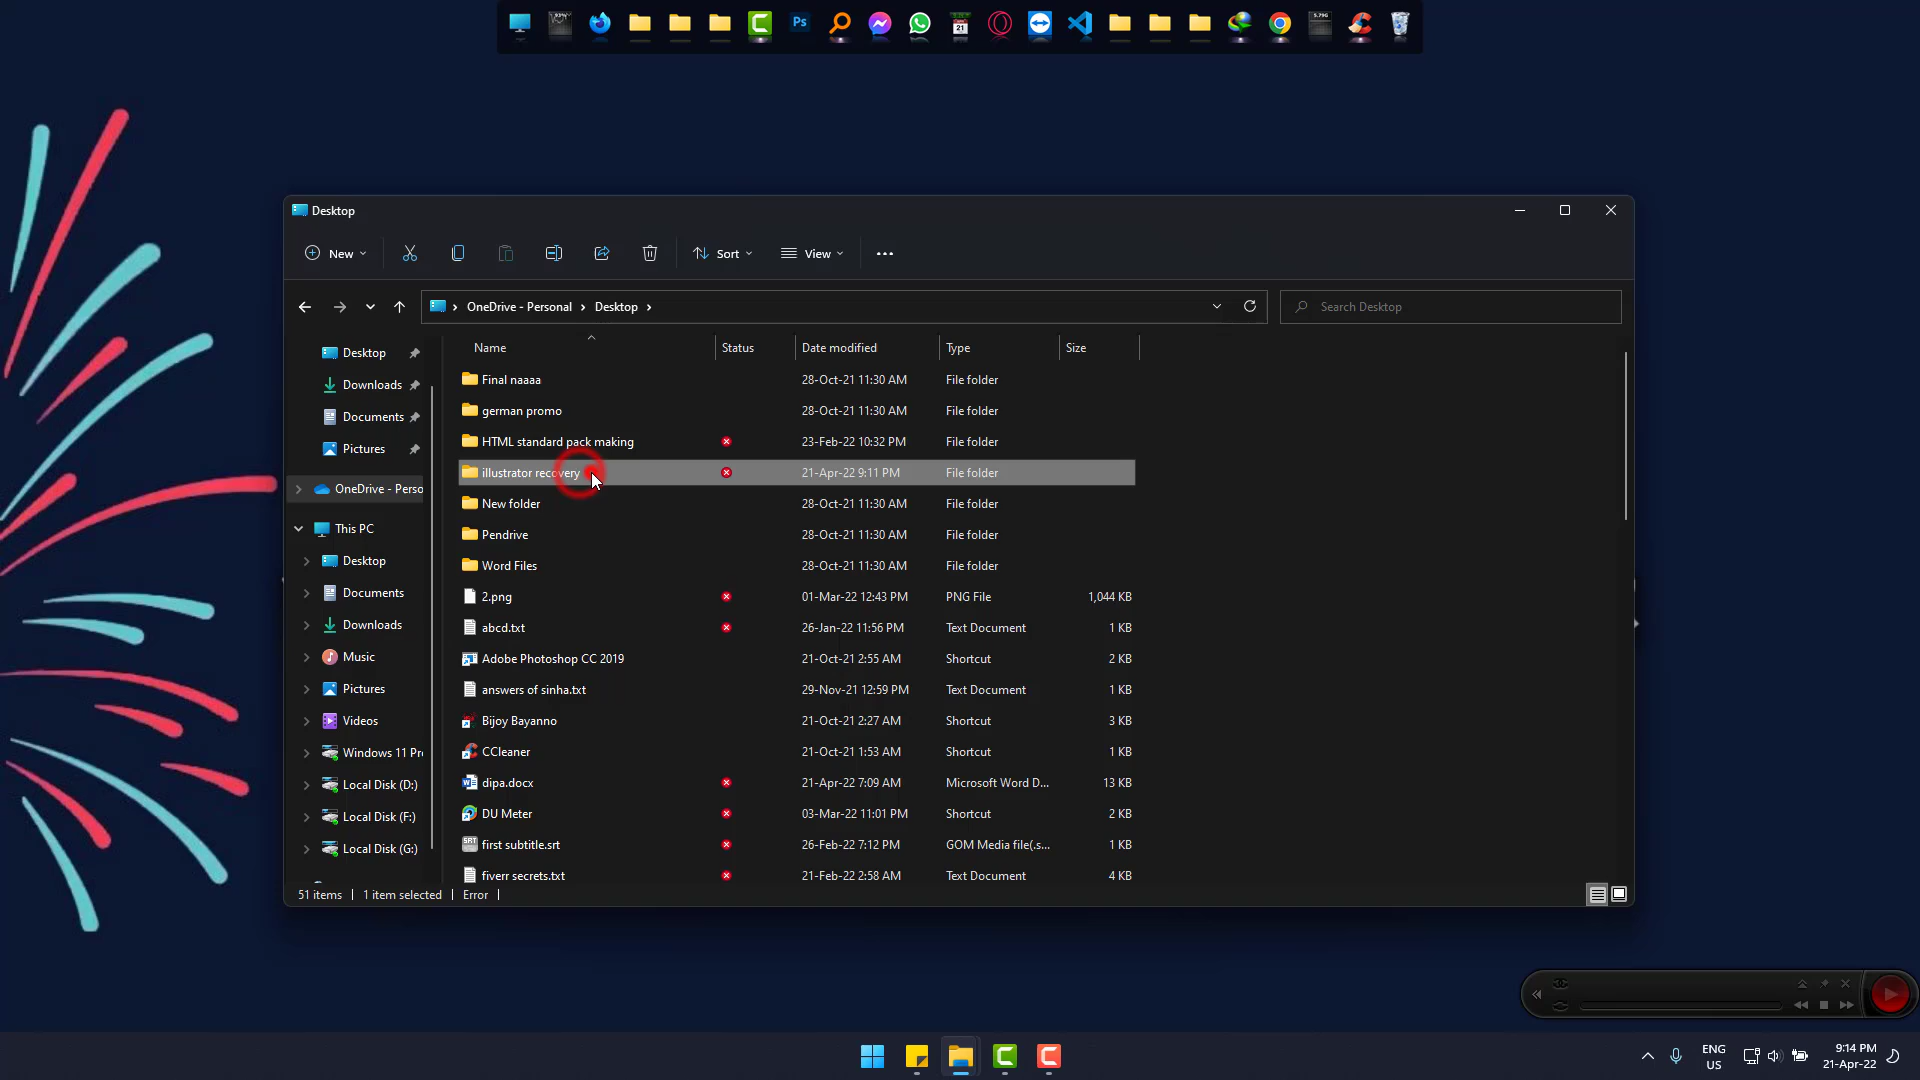 Ps
21
5.79G
Desktop
New
Sort
View
OneDrive - Personal
Desktop
Search Desktop
Name
Status
Date modified
Type
Size
Desktop
Downloads
Documents
Pictures
OneDrive - Perso
This PC
Desktop
Documents
Downloads
Music
Pictures
Videos
Windows 11 Pr
Local Disk (D:)
Local Disk (F:)
Local Disk (G:)
Final naaaa 28-Oct-21 11:30 AM File folder
german promo 28-Oct-21 11:30 AM File folder
HTML standard pack making 23-Feb-22 10:32 PM File folder
illustrator recovery 21-Apr-22 9:11 PM File folder
New folder 28-Oct-21 11:30 AM File folder
Pendrive 28-Oct-21 11:30 AM File folder
Word Files 28-Oct-21 11:30 AM File folder
2.png 01-Mar-22 12:43 PM PNG File 1,044 KB
abcd.txt 26-Jan-22 11:56 PM Text Document 1 KB
Adobe Photoshop CC 2019 21-Oct-21 2:55 AM Shortcut 2 KB
answers of sinha.txt 29-Nov-21 12:59 PM Text Document 1 KB
Bijoy Bayanno 21-Oct-21 2:27 AM Shortcut 3 KB
CCleaner 21-Oct-21 1:53 AM Shortcut 1 KB
dipa.docx 21-Apr-22 7:09 AM Microsoft Word D... 13 KB
DU Meter 03-Mar-22 11:01 PM Shortcut 2 KB
SRT first subtitle.srt 26-Feb-22 7:12 PM GOM Media file(.s... 1 KB
fiverr secrets.txt 21-Feb-22 2:58 AM Text Document 4 KB
51 items 1 item selected Error
ENG
US
9:14 PM
21-Apr-22